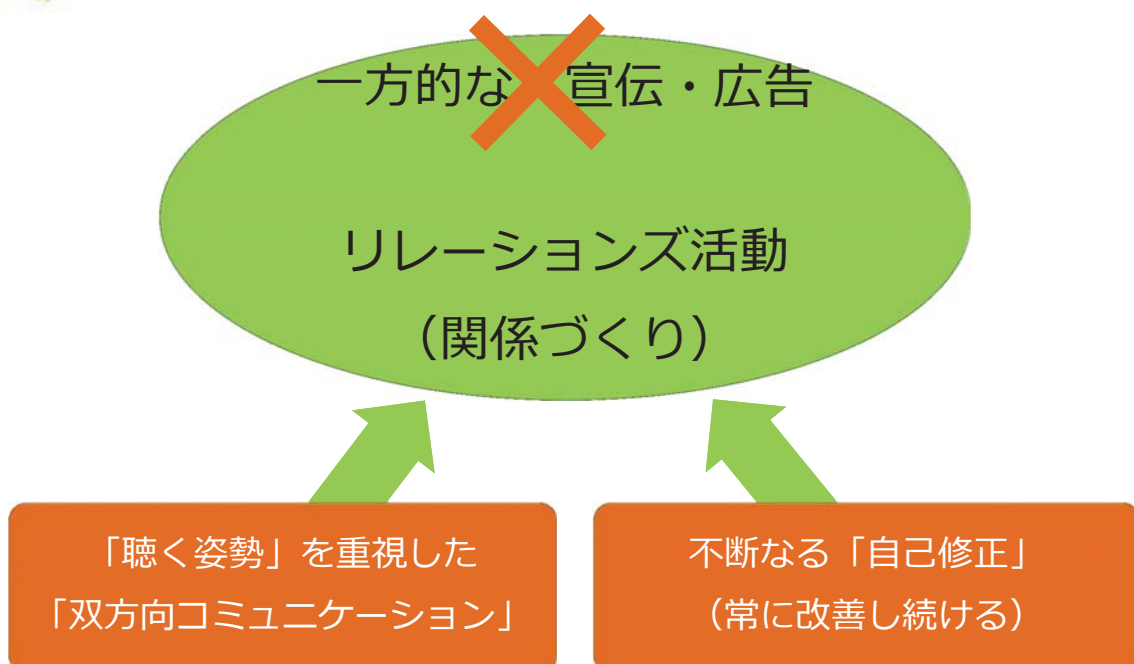 一方的な 宣伝・広告
リレーションズ活動
（関係づくり）
「聴く姿勢」を重視した
「双方向コミュニケーション」
不断なる「自己修正」
（常に改善し続ける）